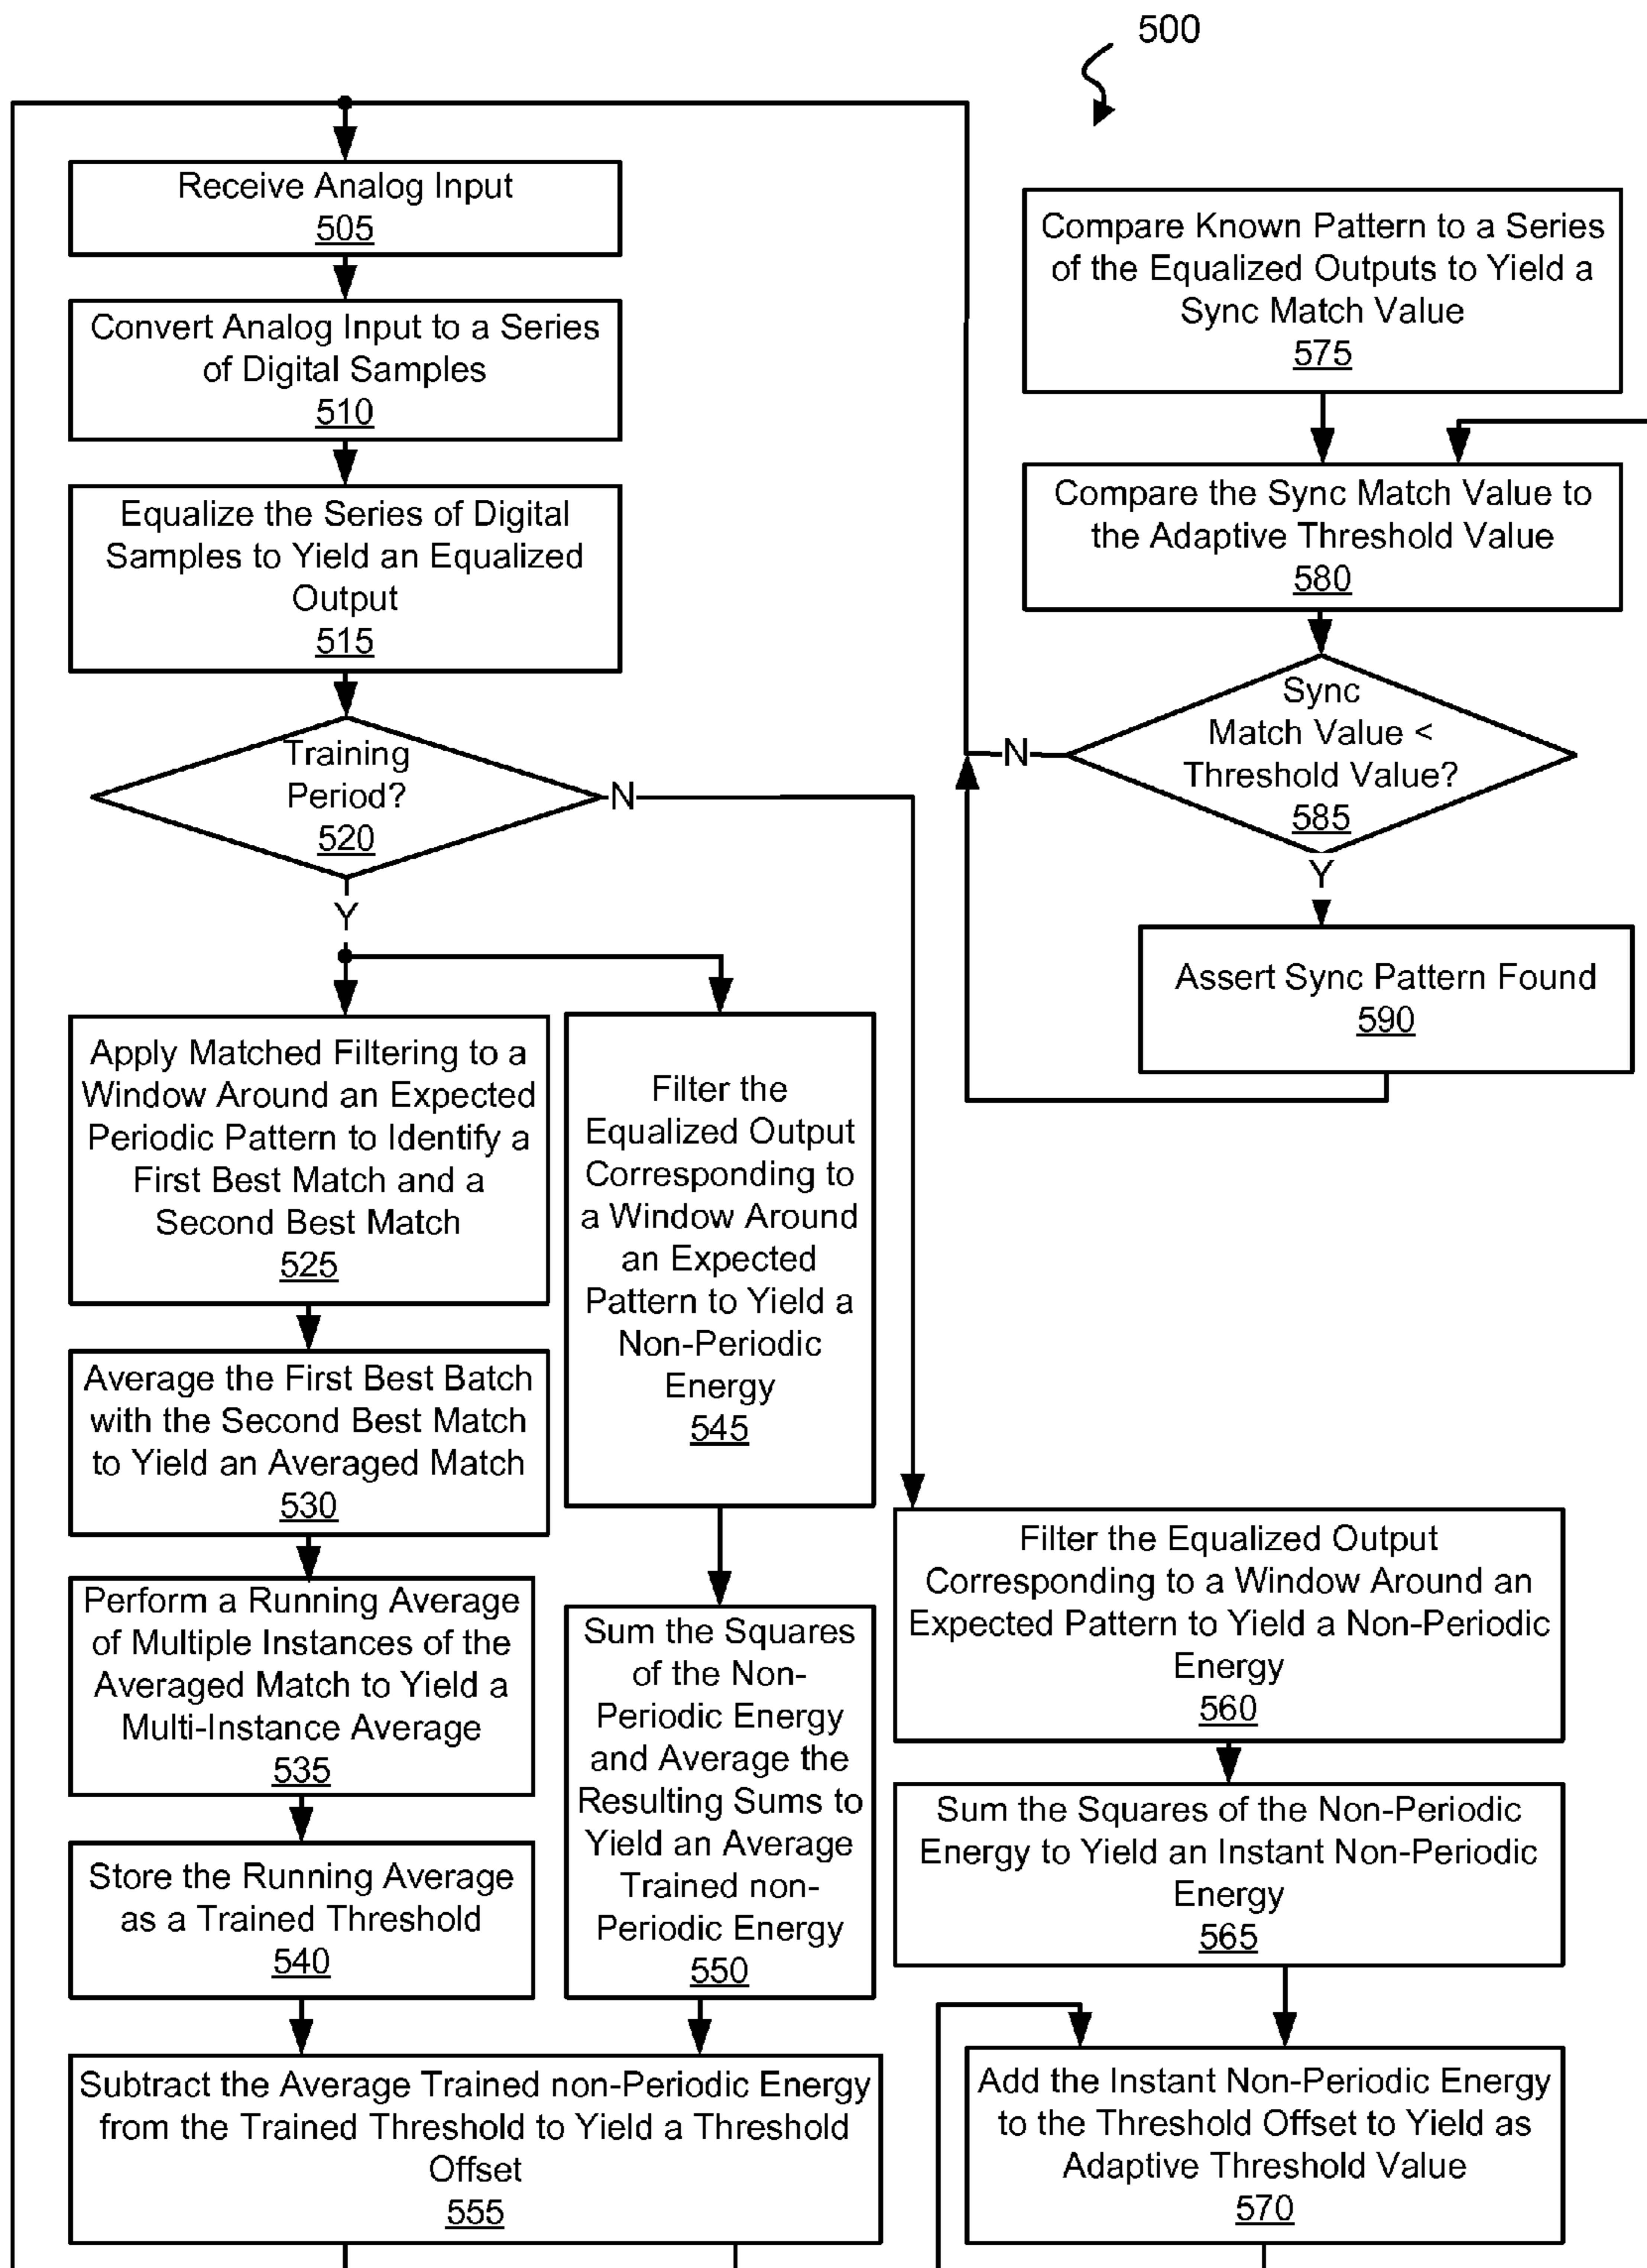 500
Receive Analog Input
505
Convert Analog Input to a Series
of Digital Samples
510
Equalize the Series of Digital
Samples to Yield an Equalized
Output
515
Training
Period?
520
N
Y
Apply Matched Filtering to a
Window Around an Expected
Periodic Pattern to Identify a
First Best Match and a
Second Best Match
525
Average the First Best Batch
with the Second Best Match
to Yield an Averaged Match
530
Perform a Running Average
of Multiple Instances of the
Averaged Match to Yield a
Multi-Instance Average
535
Store the Running Average
as a Trained Threshold
540
Filter the
Equalized Output
Corresponding to
a Window Around
an Expected
Pattern to Yield a
Non-Periodic
Energy
545
Sum the Squares
of the Non-
Periodic Energy
and Average the
Resulting Sums to
Yield an Average
Trained non-
Periodic Energy
550
Subtract the Average Trained non-Periodic Energy
from the Trained Threshold to Yield a Threshold
Offset
555
Filter the Equalized Output
Corresponding to a Window Around an
Expected Pattern to Yield a Non-Periodic
Energy
560
Sum the Squares of the Non-Periodic
Energy to Yield an Instant Non-Periodic
Energy
565
Add the Instant Non-Periodic Energy
to the Threshold Offset to Yield as
Adaptive Threshold Value
570
Compare Known Pattern to a Series
of the Equalized Outputs to Yield a
Sync Match Value
575
Compare the Sync Match Value to
the Adaptive Threshold Value
580
Sync
Match Value <
Threshold Value?
585
N
Y
Assert Sync Pattern Found
590